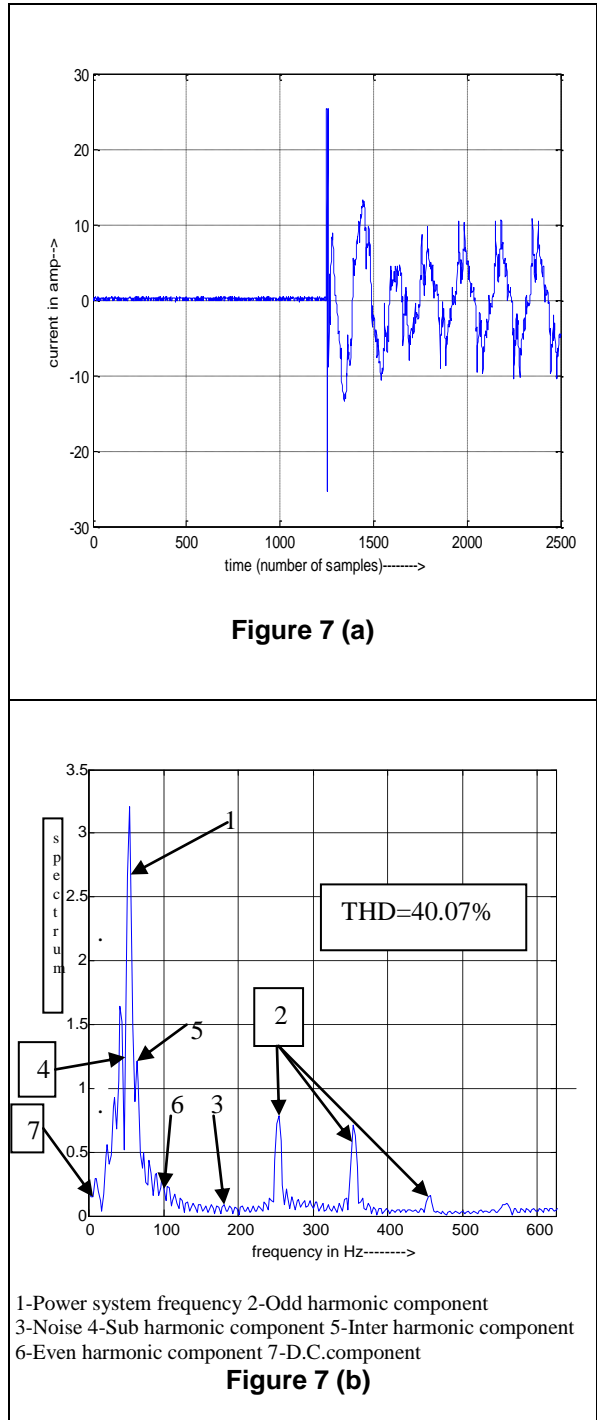 30
20
10
0
-10
-20
-30
current in amp-->
0 500 1000 1500 2000 2500
time (number of samples)-------->
Figure 7 (a)
3.5
3
2.5
2
1.5
1
0.5
0
spectrum
1
THD=40.07%
2
5
4
6 3
7
0 100 200 300 400 500 600
frequency in Hz-------->
1-Power system frequency 2-Odd harmonic component
3-Noise 4-Sub harmonic component 5-Inter harmonic component
6-Even harmonic component 7-D.C.component
Figure 7 (b)